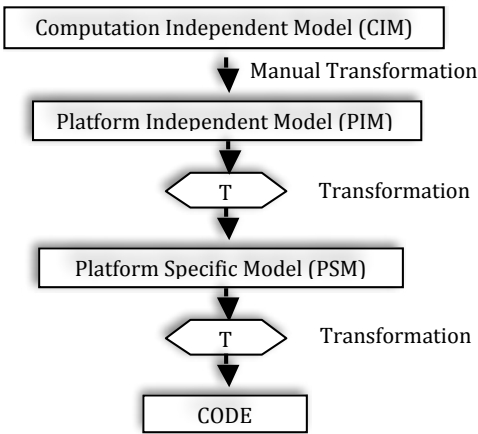 Computation Independent Model (CIM)
Manual Transformation
Platform Independent Model (PIM)
T
Transformation
Platform Specific Model (PSM)
T
Transformation
CODE